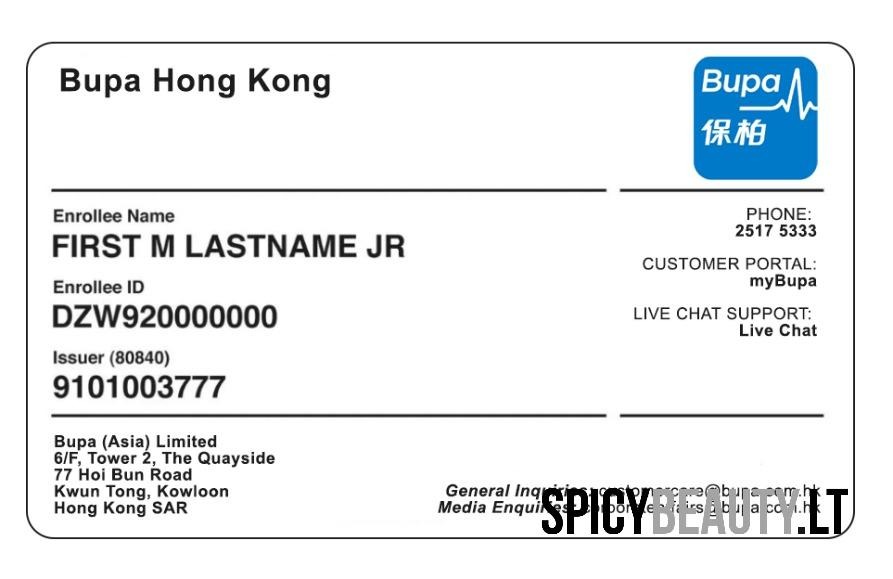 Bupa Hong Kong
Bupa
保柏
Enrollee Name
FIRST M LASTNAME JR
Enrollee ID
DZW920000000
Issuer (80840)
9101003777
PHONE:
2517 5333
CUSTOMER PORTAL:
myBupa
LIVE CHAT SUPPORT:
Live Chat
Bupa (Asia) Limited
6/F, Tower 2, The Quayside
77 Hoi Bun Road
Kwun Tong, Kowloon
Hong Kong SAR
General Inquiries: customercare@bupa.com.hk
Media Enquiries: corporateaffairs@bupa.com.hk
SPICYBEAUTY.LT